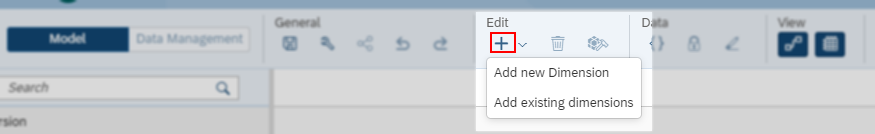 General
Edit
Data
View
Model
Data Management
Add new Dimension
Add existing dimensions
Search
rsion